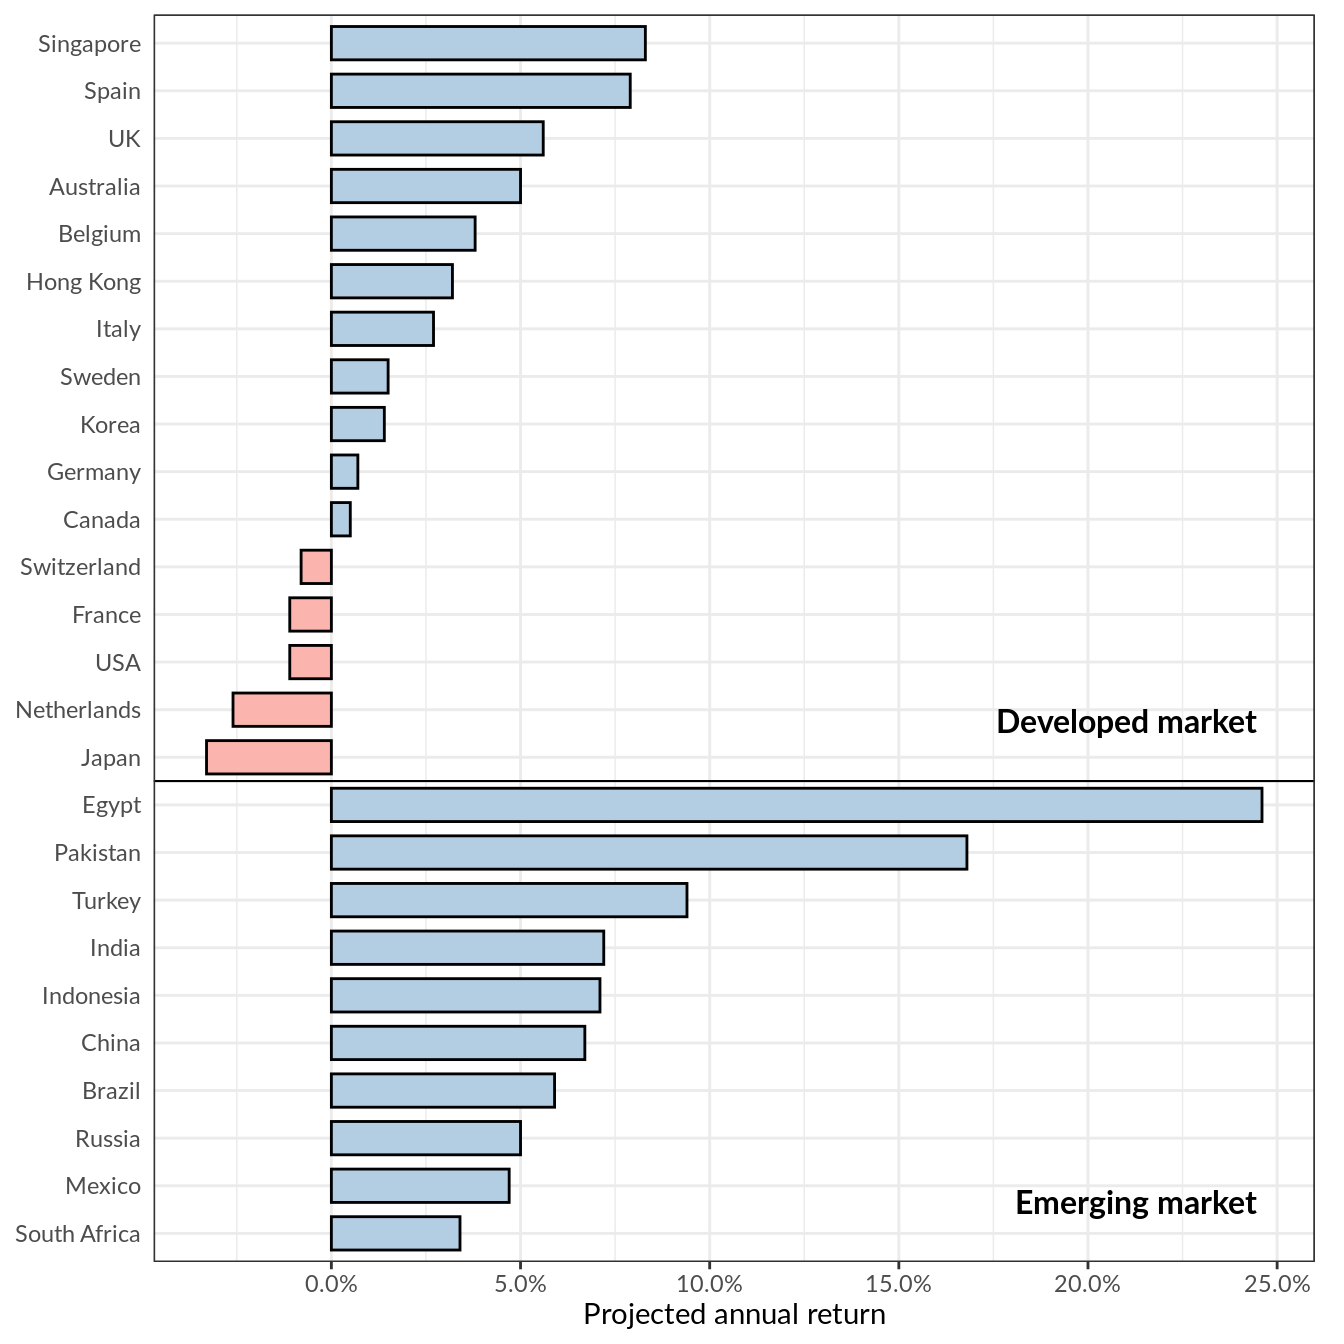 Singapore
Spain
UK
Australia
Belgium
Hong Kong
Italy
Sweden
Korea
Germany
Canada
Switzerland
France
USA
Netherlands
Developed market
Japan
Egypt
Pakistan
Turkey
India
Indonesia
China
Brazil
Russia
Mexico
Emerging market
South Africa
0.0% 5.0% 10.0% 15.0% 20.0% 25.0%
Projected annual return